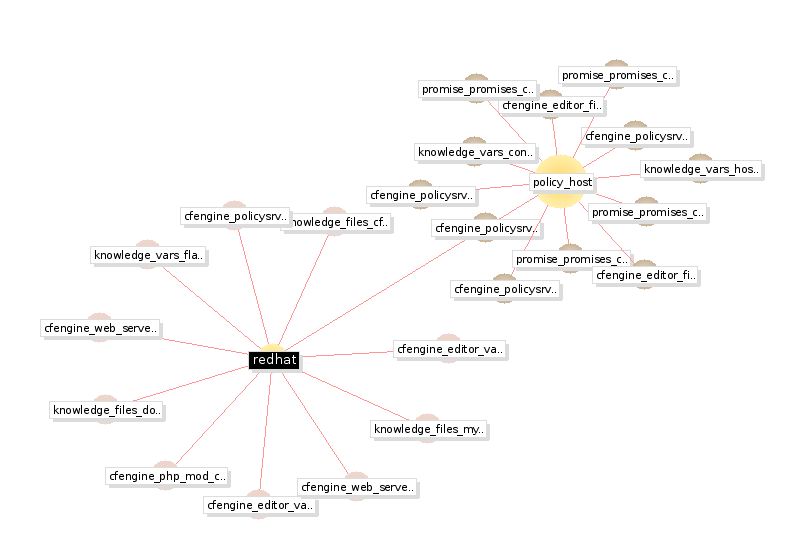 promise_promises_c..
promise_promises_c..
cfengine_editor_fi..
cfengine_policysrv..
knowledge_vars_con..
knowledge_vars_hos..
policy_host
cfengine_policysrv..
promise_promises_c..
cfengine_policysrv..
nowledge_files_cf..
cfengine_policysrv..
knowledge_vars_fla..
promise_promises_c..
cfengine_editor_fi..
cfengine_policysrv..
cfengine_web_serve..
cfengine_editor_va..
redhat
knowledge_files_do..
knowledge_files_my..
cfengine_php_mod_c..
cfengine_web_serve..
cfengine_editor_va..